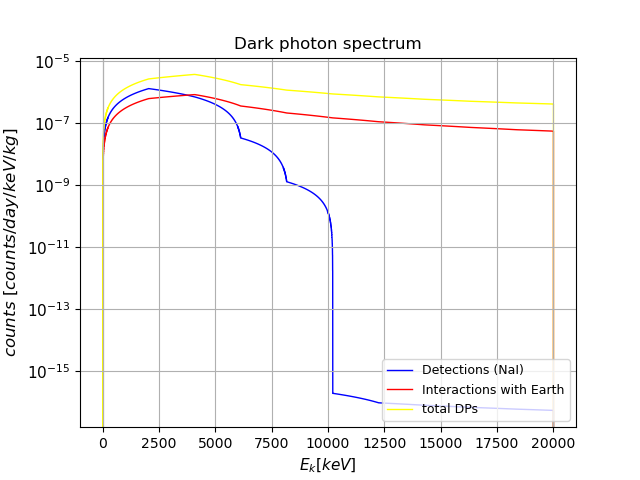 Dark photon spectrum
counts [counts/day/keV/kg]
10⁻⁵
10⁻⁷
10⁻⁹
10⁻¹¹
10⁻¹³
10⁻¹⁵
Detections (NaI)
Interactions with Earth
total DPs
0 2500 5000 7500 10000 12500 15000 17500 20000
Eₖ[keV]